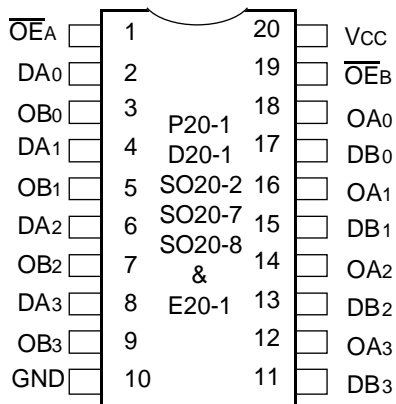 O̅E̅A 1 20 VCC
DA0 2 19 O̅E̅B
OB0 3 18 OA0
P20-1
DA1 4 17 DB0
D20-1
OB1 5 SO20-2 16 OA1
DA2 6 SO20-7 15 DB1
SO20-8
OB2 7 14 OA2
&
DA3 8 E20-1 13 DB2
OB3 9 12 OA3
GND 10 11 DB3